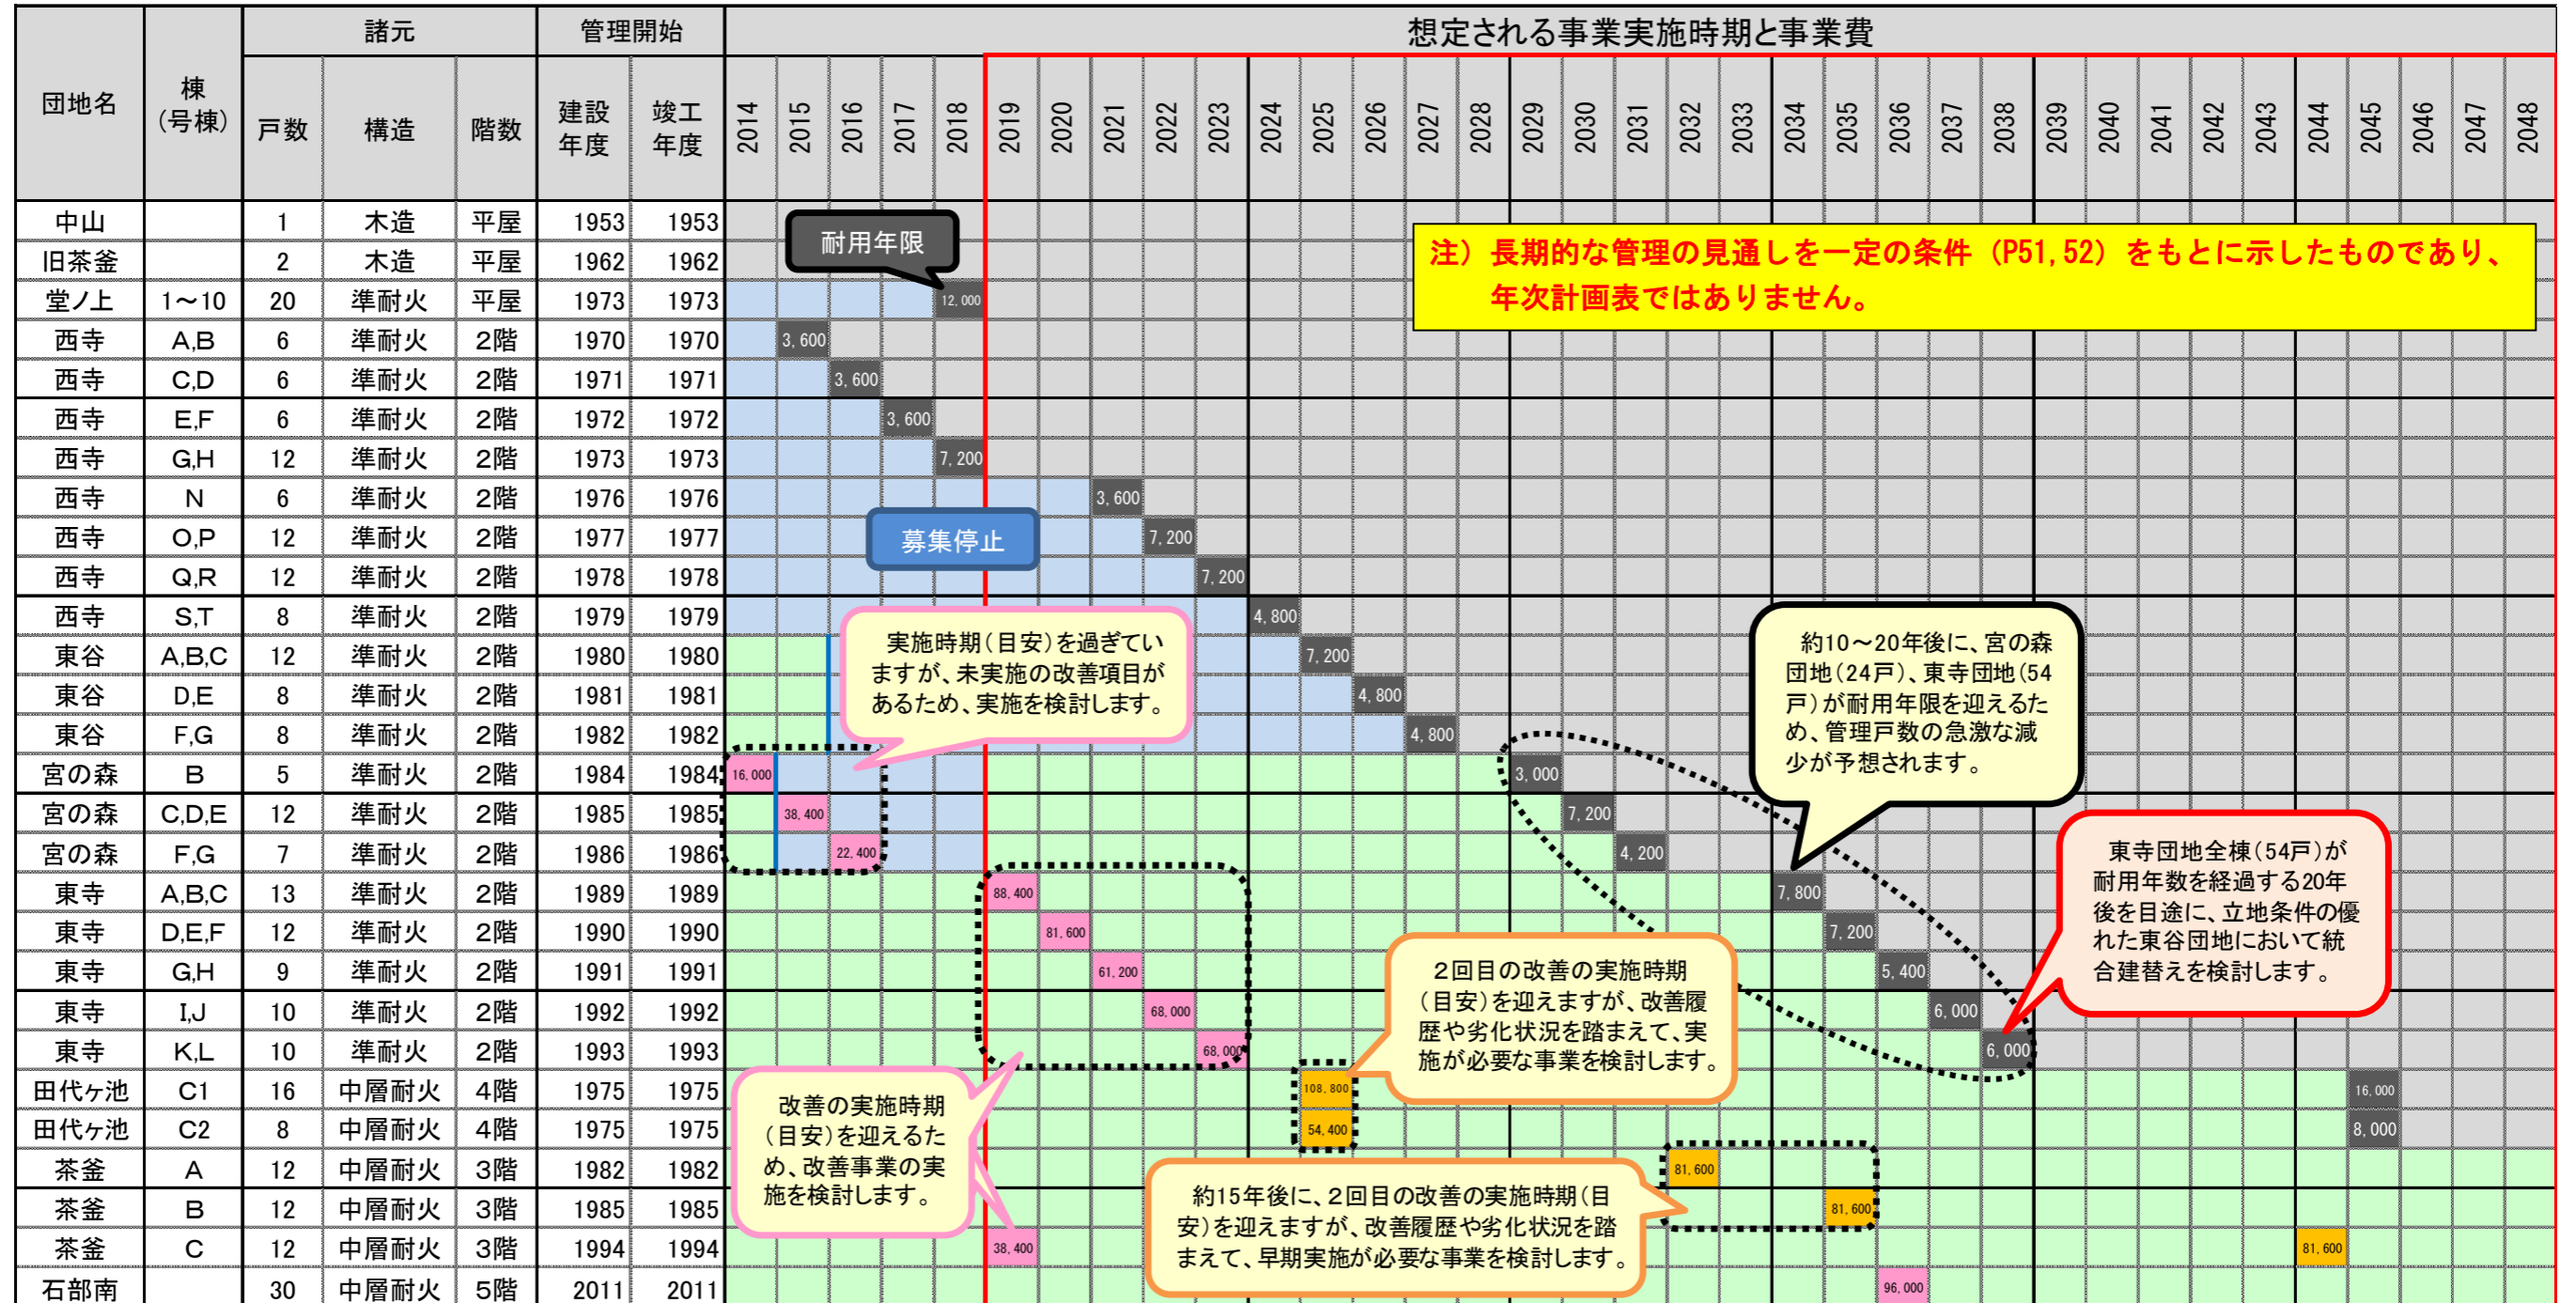 諸元 管理開始 想定される事業実施時期と事業費
団地名 棟（号棟） 戸数 構造 階数 建設年度 竣工年度 2014 2015 2016 2017 2018 2019 2020 2021 2022 2023 2024 2025 2026 2027 2028 2029 2030 2031 2032 2033 2034 2035 2036 2037 2038 2039 2040 2041 2042 2043 2044 2045 2046 2047 2048
中山 1 木造 平屋 1953 1953
旧茶釜 2 木造 平屋 1962 1962
堂ノ上 1～10 20 準耐火 平屋 1973 1973 12,000
西寺 A,B 6 準耐火 2階 1970 1970 3,600
西寺 C,D 6 準耐火 2階 1971 1971 3,600
西寺 E,F 6 準耐火 2階 1972 1972 3,600
西寺 G,H 12 準耐火 2階 1973 1973 7,200
西寺 N 6 準耐火 2階 1976 1976 3,600
西寺 O,P 12 準耐火 2階 1977 1977 7,200
西寺 Q,R 12 準耐火 2階 1978 1978 7,200
西寺 S,T 8 準耐火 2階 1979 1979 4,800
東谷 A,B,C 12 準耐火 2階 1980 1980 7,200
東谷 D,E 8 準耐火 2階 1981 1981 4,800
東谷 F,G 8 準耐火 2階 1982 1982 4,800
宮の森 B 5 準耐火 2階 1984 1984 16,000 3,000
宮の森 C,D,E 12 準耐火 2階 1985 1985 38,400 7,200
宮の森 F,G 7 準耐火 2階 1986 1986 22,400 4,200
東寺 A,B,C 13 準耐火 2階 1989 1989 88,400 7,800
東寺 D,E,F 12 準耐火 2階 1990 1990 81,600 7,200
東寺 G,H 9 準耐火 2階 1991 1991 61,200 5,400
東寺 I,J 10 準耐火 2階 1992 1992 68,000 6,000
東寺 K,L 10 準耐火 2階 1993 1993 68,000 6,000
田代ヶ池 C1 16 中層耐火 4階 1975 1975 108,800 16,000
田代ヶ池 C2 8 中層耐火 4階 1975 1975 54,400 8,000
茶釜 A 12 中層耐火 3階 1982 1982 81,600
茶釜 B 12 中層耐火 3階 1985 1985 81,600
茶釜 C 12 中層耐火 3階 1994 1994 38,400 81,600
石部南 30 中層耐火 5階 2011 2011 96,000
耐用年限
注）長期的な管理の見通しを一定の条件（P51,52）をもとに示したものであり、
年次計画表ではありません。
募集停止
実施時期（目安）を過ぎてい
ますが、未実施の改善項目が
あるため、実施を検討します。
約10～20年後に、宮の森
団地（24戸）、東寺団地（54
戸）が耐用年限を迎えるた
め、管理戸数の急激な減
少が予想されます。
東寺団地全棟（54戸）が
耐用年数を経過する20年
後を目途に、立地条件の優
れた東谷団地において統
合建替えを検討します。
2回目の改善の実施時期
（目安）を迎えますが、改善履
歴や劣化状況を踏まえて、実
施が必要な事業を検討します。
改善の実施時期
（目安）を迎えるた
め、改善事業の実
施を検討します。
約15年後に、2回目の改善の実施時期（目
安）を迎えますが、改善履歴や劣化状況を踏
まえて、早期実施が必要な事業を検討します。